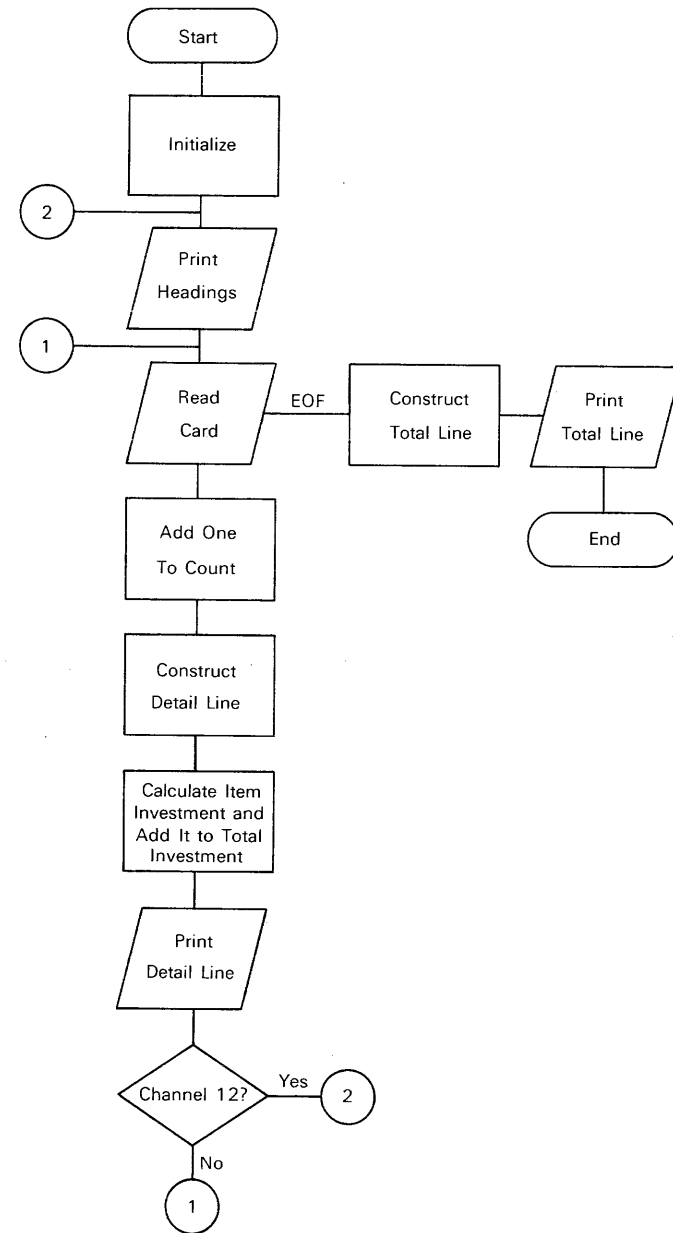 Start
Initialize
2
Print
Headings
1
Read
Card
EOF
Construct
Total Line
Print
Total Line
End
Add One
To Count
Construct
Detail Line
Calculate Item
Investment and
Add It to Total
Investment
Print
Detail Line
Channel 12?
Yes
2
No
1